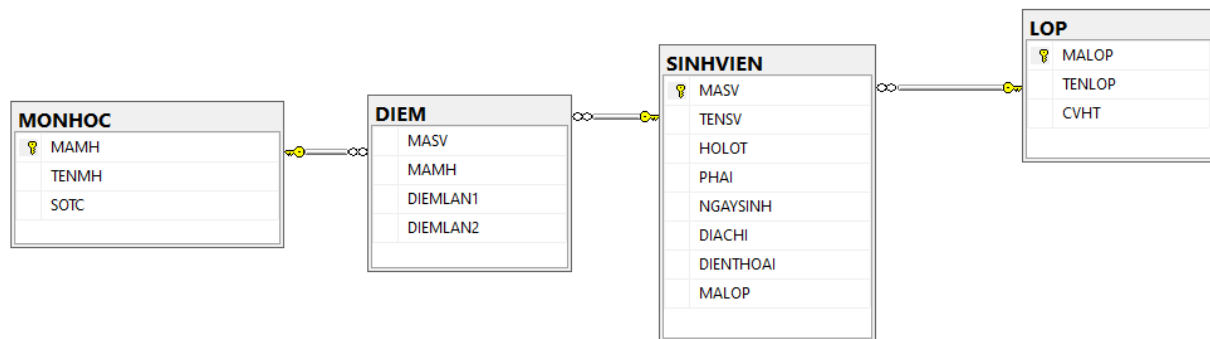 MONHOC
MAMH
TENMH
SOTC
DIEM
MASV
MAMH
DIEMLAN1
DIEMLAN2
SINHVIEN
MASV
TENSV
HOLOT
PHAI
NGAYSINH
DIACHI
DIENTHOAI
MALOP
LOP
MALOP
TENLOP
CVHT